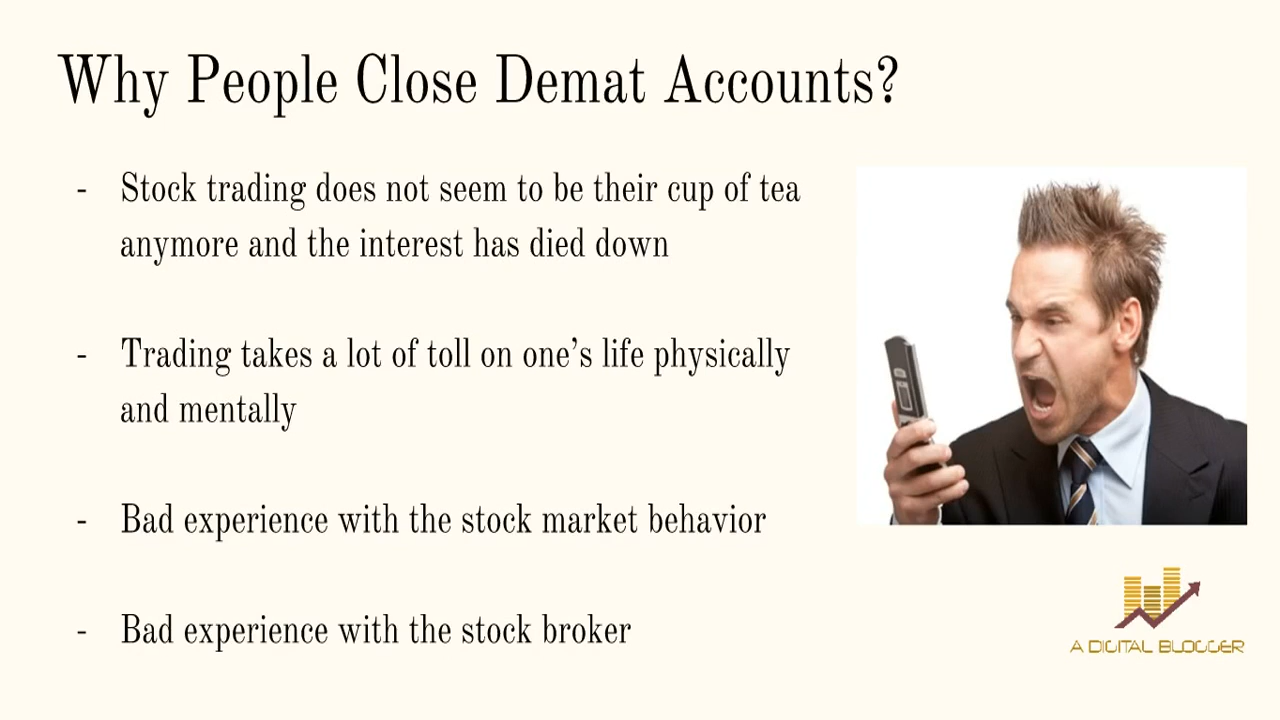 Why People Close Demat Accounts?
- Stock trading does not seem to be their cup of tea
anymore and the interest has died down
- Trading takes a lot of toll on one’s life physically
and mentally
- Bad experience with the stock market behavior
- Bad experience with the stock broker
A DIGITAL BLOGGER